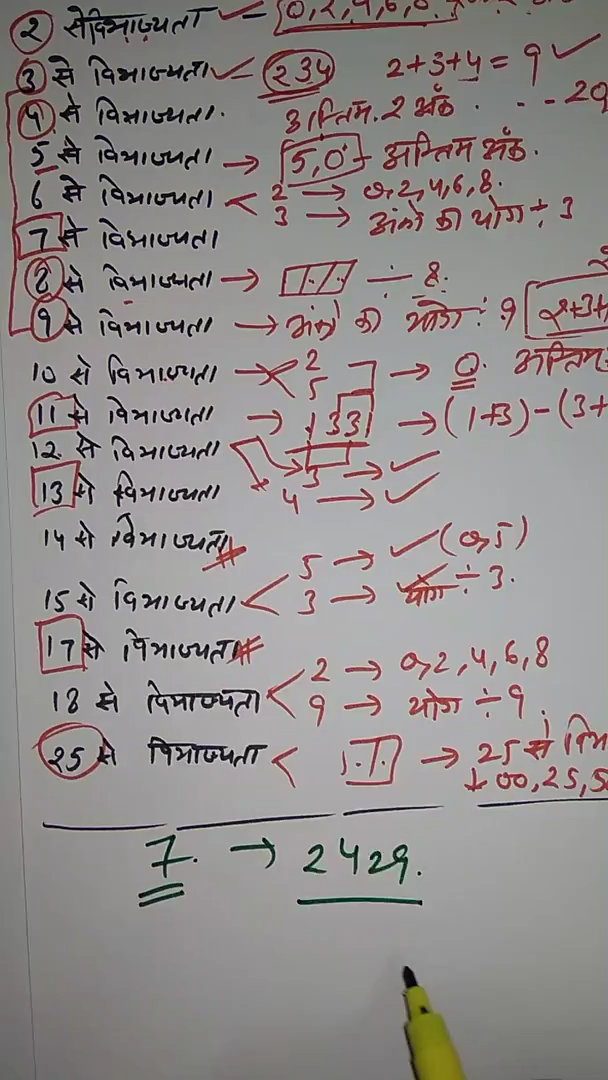 2 से विभाज्यता - 0, 2, 4, 6, 8
3 से विभाज्यता 234 2+3+4 = 9
4 से विभाज्यता. अन्तिम. 2 अँक .
5 से विभाज्यता → 5, 0 - अन्तिम अँक.
6 से विभाज्यता < 2 → 0, 2, 4, 6, 8.
3 → अंको का योग ÷ 3
7 से विभाज्यता
8 से विभाज्यता → ÷ 8.
9 से विभाज्यता → अंको का योग ÷ 9
10 से विभाज्यता 2 5 → 0. अन्तिम
11 से विभाज्यता → 1331 → (1+3) - (3+
12 से विभाज्यता 3 → ✓
13 से विभाज्यता 4 → ✓
14 से विभाज्यता
15 से विभाज्यता < 5 → ✓ (0, 5)
3 → योग ÷ 3.
17 से विभाज्यता
18 से विभाज्यता < 2 → 0, 2, 4, 6, 8
9 → योग ÷ 9.
25 से विभाज्यता < → 25 से
00, 25, 5
7. → 2429.